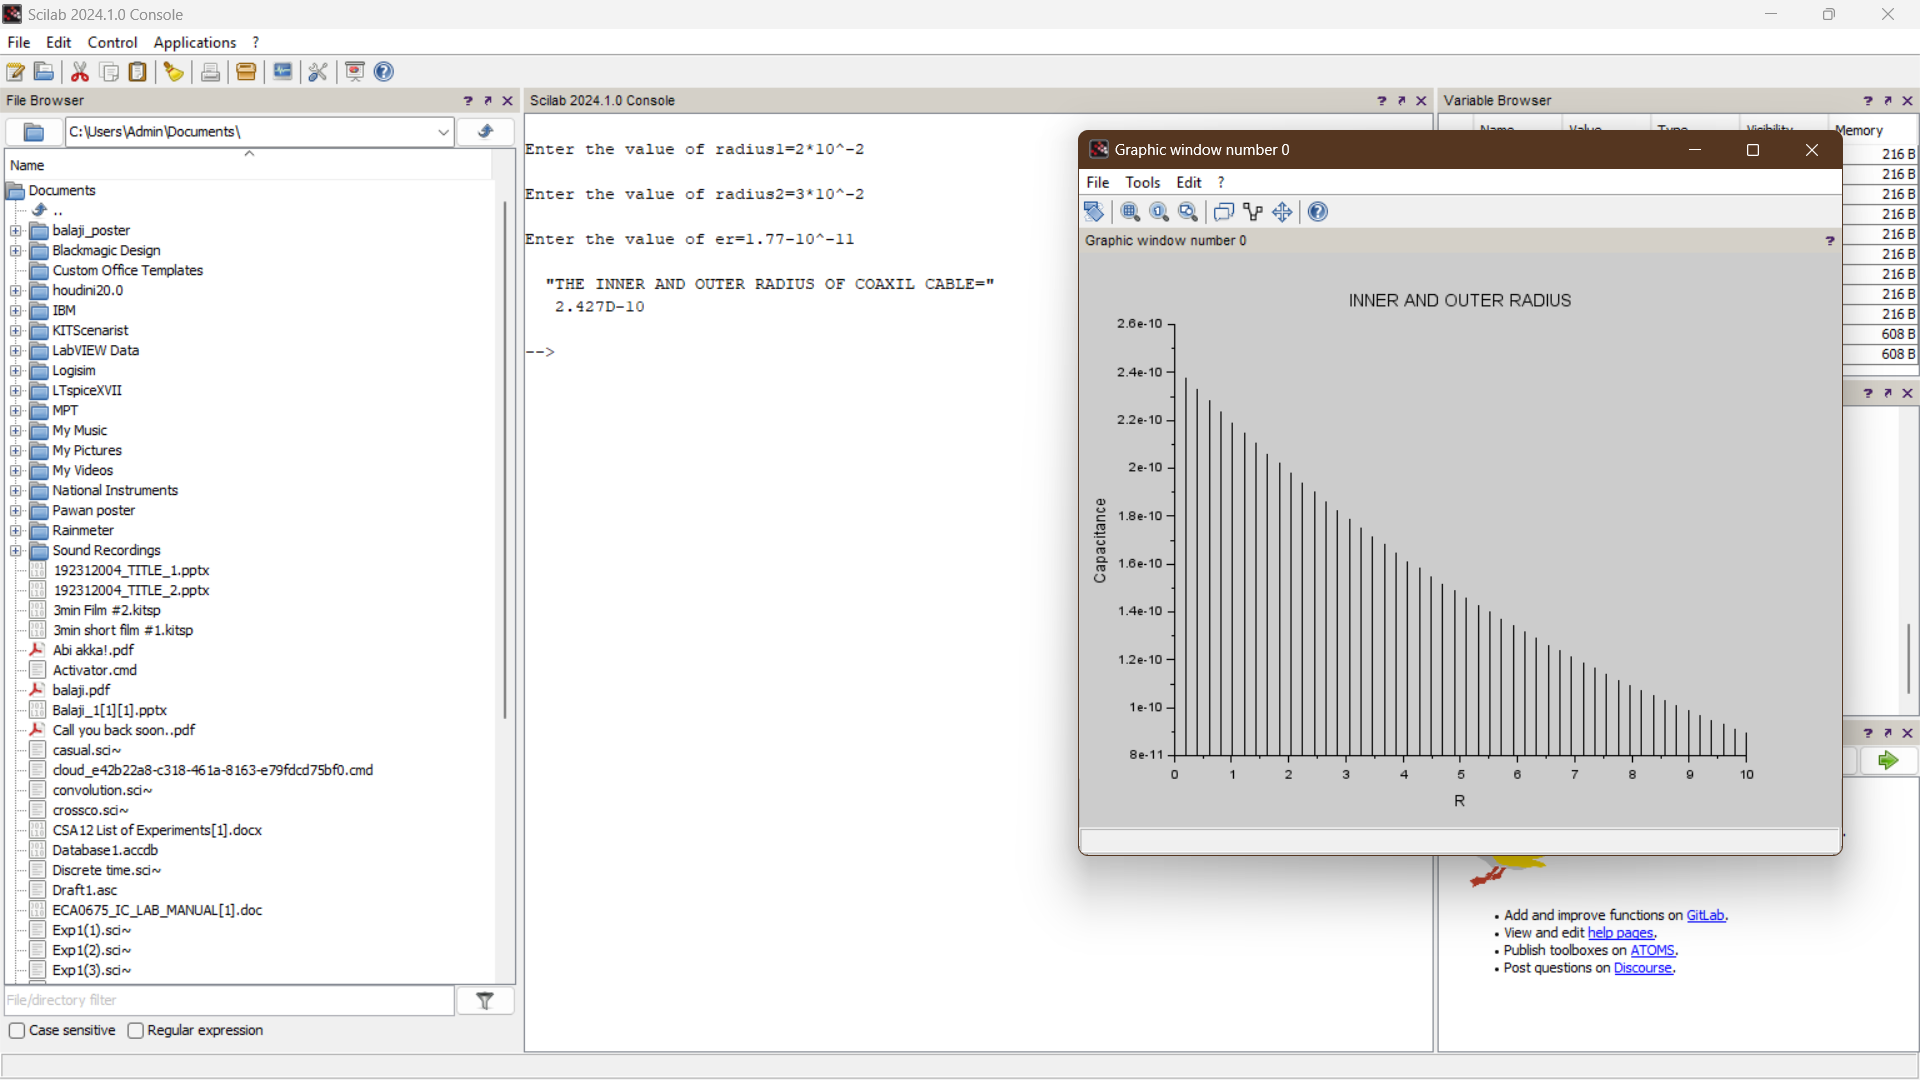 Scilab 2024.1.0 Console
File Edit Control Applications ?
File Browser
C:\Users\Admin\Documents\
Name
Documents
..
balaji_poster
Blackmagic Design
Custom Office Templates
houdini20.0
IBM
KITScenarist
LabVIEW Data
Logisim
LTspiceXVII
MPT
My Music
My Pictures
My Videos
National Instruments
Pawan poster
Rainmeter
Sound Recordings
192312004_TITLE_1.pptx
192312004_TITLE_2.pptx
3min Film #2.kitsp
3min short film #1.kitsp
Abi akka!.pdf
Activator.cmd
balaji.pdf
Balaji_1[1][1].pptx
Call you back soon..pdf
casual.sci~
cloud_e42b22a8-c318-461a-8163-e79fdcd75bf0.cmd
convolution.sci~
crossco.sci~
CSA12 List of Experiments[1].docx
Database1.accdb
Discrete time.sci~
Draft1.asc
ECA0675_IC_LAB_MANUAL[1].doc
Exp1(1).sci~
Exp1(2).sci~
Exp1(3).sci~
File/directory filter
Case sensitive Regular expression
Scilab 2024.1.0 Console
Enter the value of radius1=2*10^-2
Enter the value of radius2=3*10^-2
Enter the value of er=1.77-10^-11
"THE INNER AND OUTER RADIUS OF COAXIL CABLE="
2.427D-10
-->
Variable Browser
Name Value Type Visibility Memory
216 B
216 B
216 B
216 B
216 B
216 B
216 B
216 B
216 B
608 B
608 B
Graphic window number 0
File Tools Edit ?
Graphic window number 0
INNER AND OUTER RADIUS
2.6e-10
2.4e-10
2.2e-10
2e-10
1.8e-10
1.6e-10
1.4e-10
1.2e-10
1e-10
8e-11
Capacitance
0 1 2 3 4 5 6 7 8 9 10
R
• Add and improve functions on GitLab.
• View and edit help pages.
• Publish toolboxes on ATOMS.
• Post questions on Discourse.